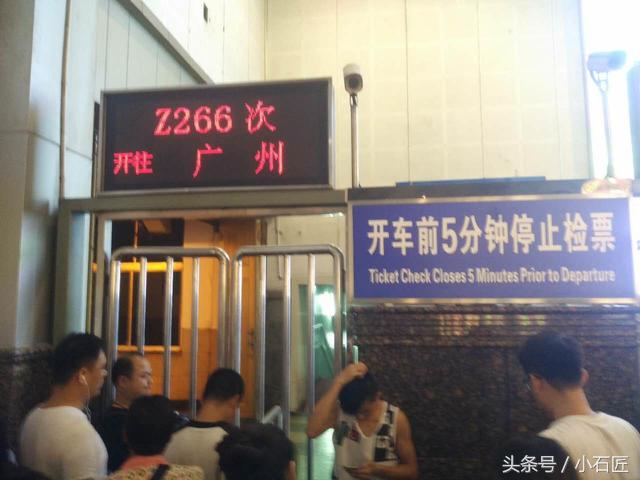 Z266次
开往 广州
开车前5分钟停止检票
Ticket Check Closes 5 Minutes Prior to Departure
头条号 / 小石匠